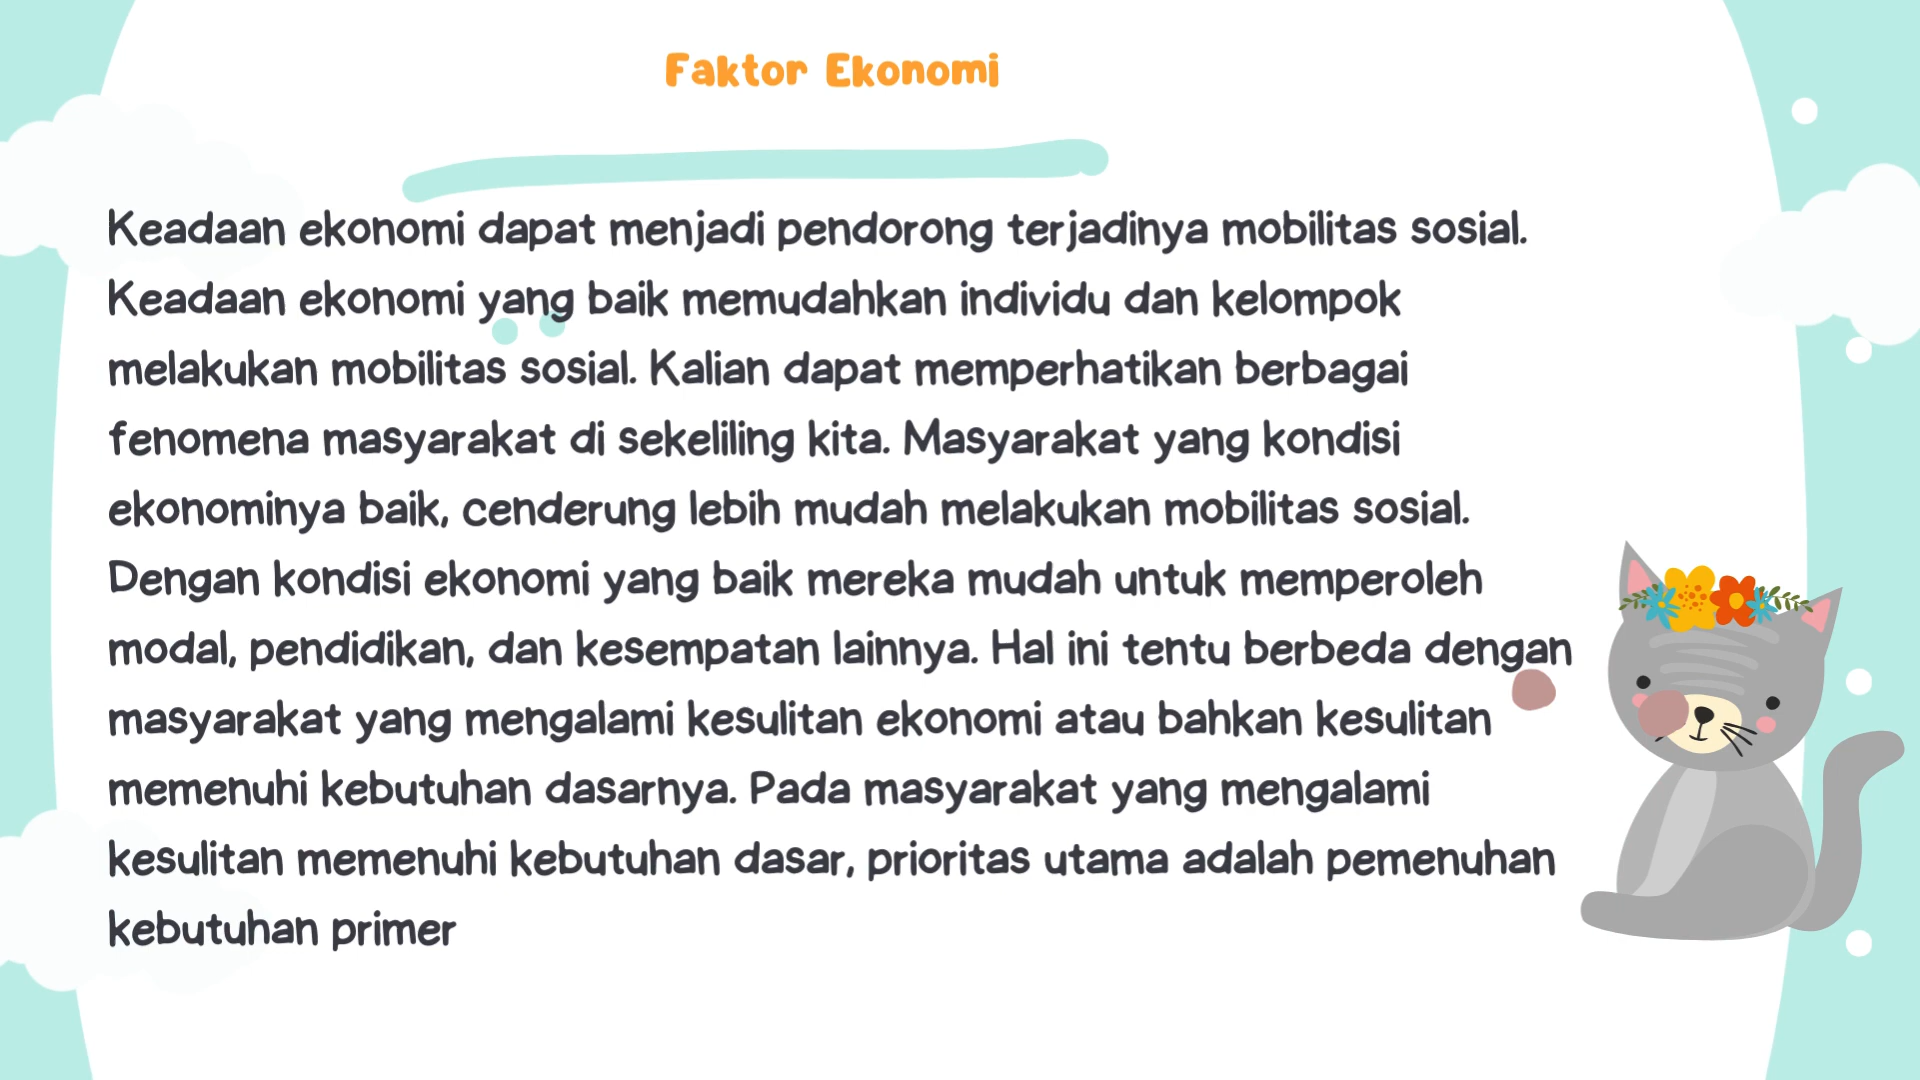 Faktor Ekonomi
Keadaan ekonomi dapat menjadi pendorong terjadinya mobilitas sosial.
Keadaan ekonomi yang baik memudahkan individu dan kelompok
melakukan mobilitas sosial. Kalian dapat memperhatikan berbagai
fenomena masyarakat di sekeliling kita. Masyarakat yang kondisi
ekonominya baik, cenderung lebih mudah melakukan mobilitas sosial.
Dengan kondisi ekonomi yang baik mereka mudah untuk memperoleh
modal, pendidikan, dan kesempatan lainnya. Hal ini tentu berbeda dengan
masyarakat yang mengalami kesulitan ekonomi atau bahkan kesulitan
memenuhi kebutuhan dasarnya. Pada masyarakat yang mengalami
kesulitan memenuhi kebutuhan dasar, prioritas utama adalah pemenuhan
kebutuhan primer